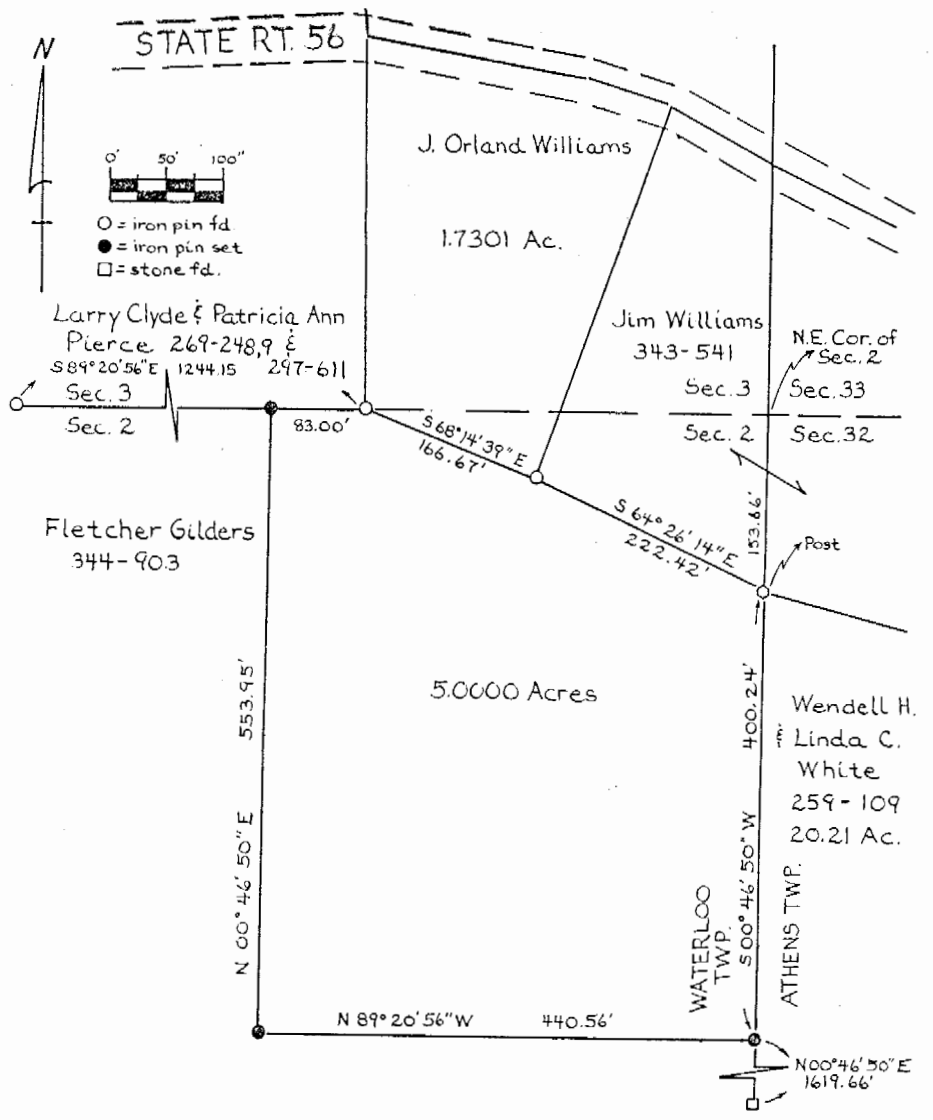 STATE RT. 56
N
0' 50' 100"
○ = iron pin fd.
● = iron pin set
□ = stone fd.
J. Orland Williams
1.7301 Ac.
Larry Clyde & Patricia Ann
Pierce 269-248,9 &
297-611
S 89° 20' 56" E 1244.15
Sec. 3
Sec. 2
83.00'
Jim Williams
343-541
N.E. Cor. of
Sec. 2
Sec. 3
Sec. 33
Sec. 2
Sec. 32
S 68° 14' 39" E
166.67'
S 64° 26' 14" E
222.42'
153.86'
Post
Fletcher Gilders
344-903
553.95'
N 00° 46' 50" E
5.0000 Acres
400.24'
S 00° 46' 50" W
Wendell H.
Linda C.
White
259-109
20.21 Ac.
WATERLOO
TWP.
ATHENS TWP.
N 89° 20' 56" W 440.56'
N 00° 46' 50" E
1619.66'